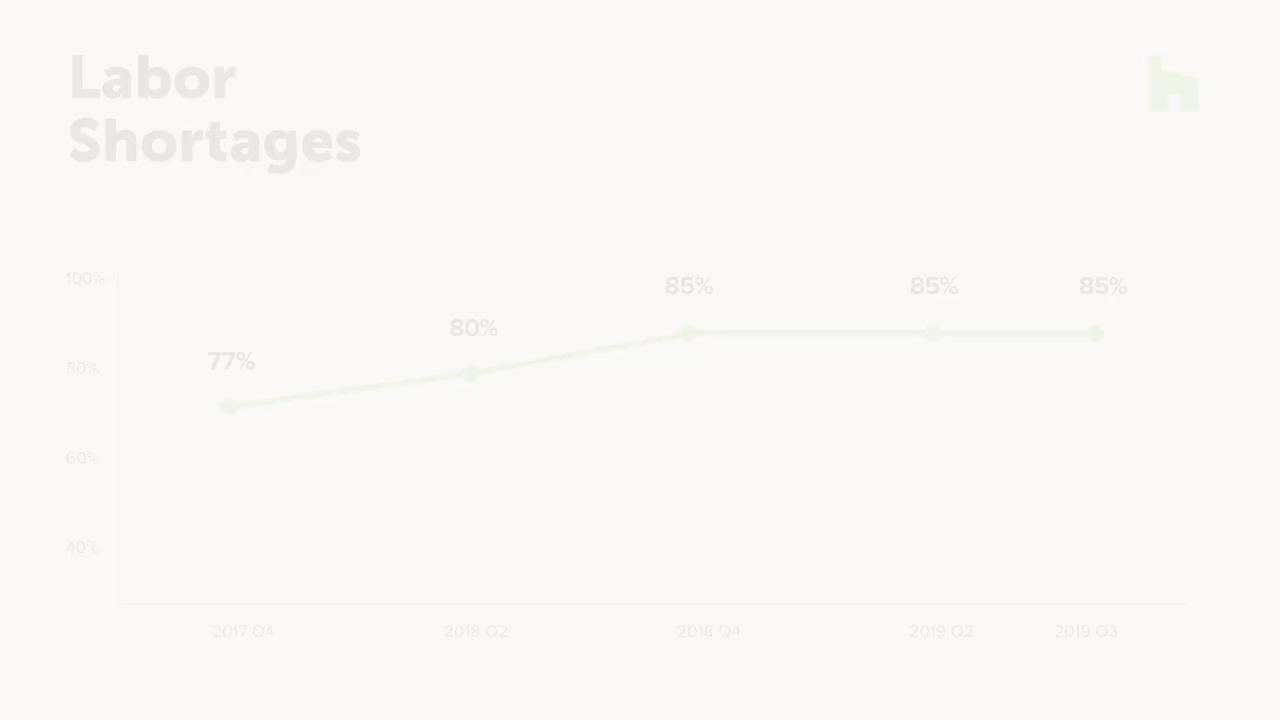 Labor
Shortages
100%
80%
60%
40%
77%
80%
85%
85%
85%
2017 Q4
2018 Q2
2018 Q4
2019 Q2
2019 Q3